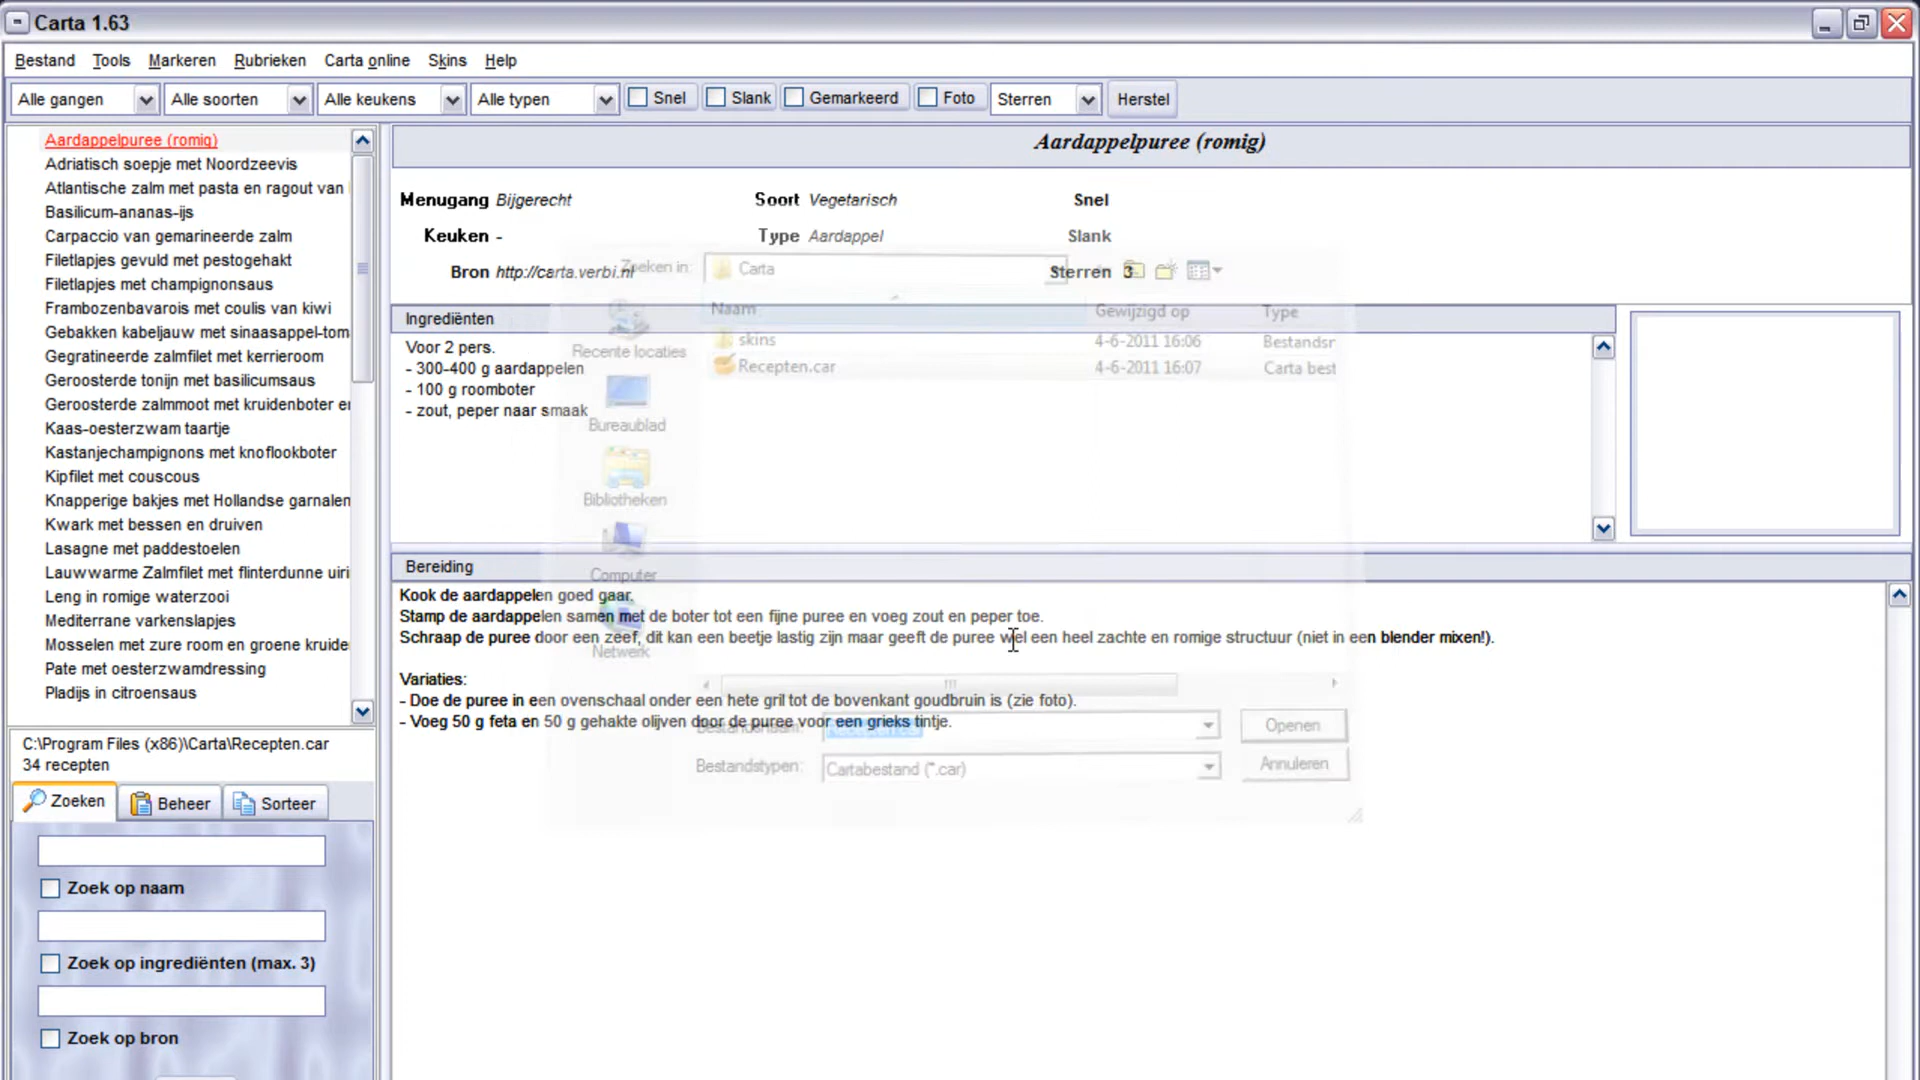 Carta 1.63
Bestand Tools Markeren Rubrieken Carta online Skins Help
Alle gangen Alle soorten Alle keukens Alle typen Snel Slank Gemarkeerd Foto Sterren Herstel
Aardappelpuree (romig)
Adriatisch soepje met Noordzeevis
Atlantische zalm met pasta en ragout van
Basilicum-ananas-ijs
Carpaccio van gemarineerde zalm
Filetlapjes gevuld met pestogehakt
Filetlapjes met champignonsaus
Frambozenbavarois met coulis van kiwi
Gebakken kabeljauw met sinaasappel-tom
Gegratineerde zalmfilet met kerrieroom
Geroosterde tonijn met basilicumsaus
Geroosterde zalmmoot met kruidenboter e
Kaas-oesterzwam taartje
Kastanjechampignons met knoflookboter
Kipfilet met couscous
Knapperige bakjes met Hollandse garnalen
Kwark met bessen en druiven
Lasagne met paddestoelen
Lauwwarme Zalmfilet met flinterdunne uiri
Leng in romige waterzooi
Mediterrane varkenslapjes
Mosselen met zure room en groene kruide
Pate met oesterzwamdressing
Pladijs in citroensaus
C:\Program Files (x86)\Carta\Recepten.car
34 recepten
Zoeken Beheer Sorteer
Zoek op naam
Zoek op ingrediënten (max. 3)
Zoek op bron
Aardappelpuree (romig)
Menugang Bijgerecht Soort Vegetarisch Snel
Keuken - Type Aardappel Slank
Bron http://carta.verbi.nl Sterren 3
Ingrediënten
Voor 2 pers.
- 300-400 g aardappelen
- 100 g roomboter
- zout, peper naar smaak
Bereiding
Kook de aardappelen goed gaar.
Stamp de aardappelen samen met de boter tot een fijne puree en voeg zout en peper toe.
Schraap de puree door een zeef, dit kan een beetje lastig zijn maar geeft de puree wel een heel zachte en romige structuur (niet in een blender mixen!).
Variaties:
- Doe de puree in een ovenschaal onder een hete gril tot de bovenkant goudbruin is (zie foto).
- Voeg 50 g feta en 50 g gehakte olijven door de puree voor een grieks tintje.
Zoeken in: Carta
Naam Gewijzigd op Type
skins 4-6-2011 16:06 Bestandsr
Recepten.car 4-6-2011 16:07 Carta best
Recente locaties
Bureaublad
Bibliotheken
Computer
Netwerk
Bestandsnaam: Openen
Bestandstypen: Cartabestand (*.car) Annuleren